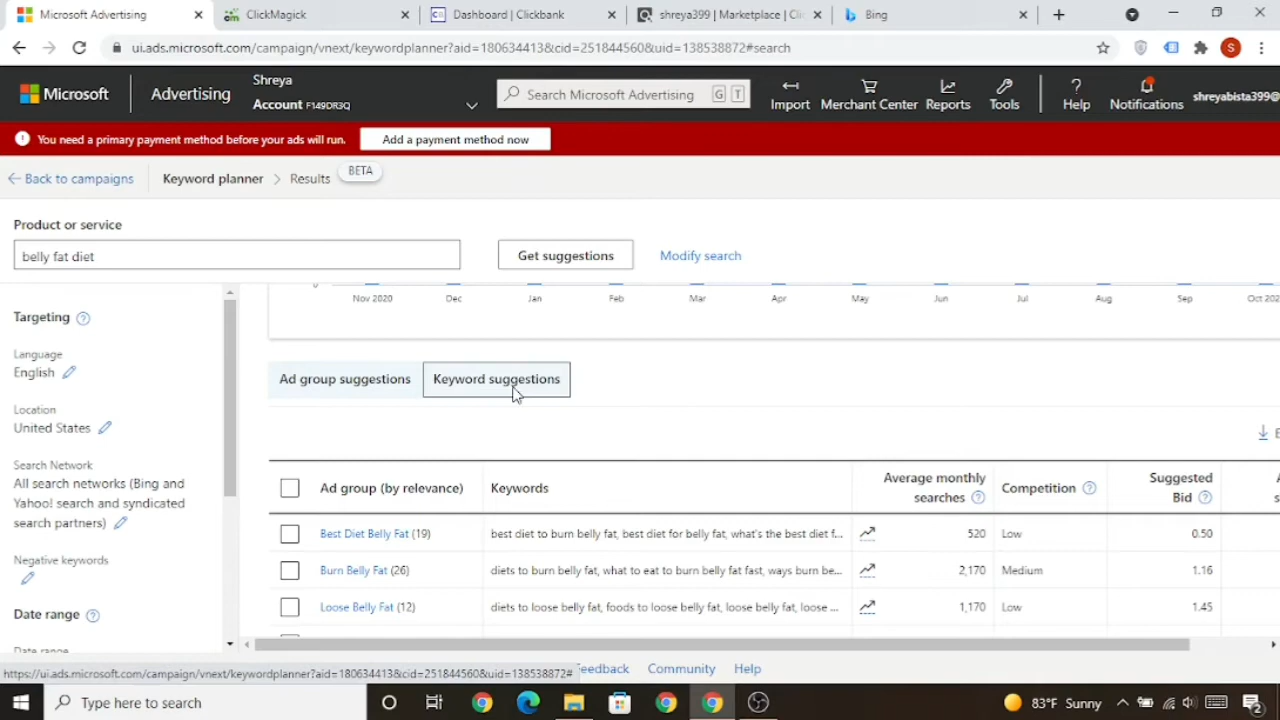 Microsoft Advertising
ClickMagick
Dashboard | Clickbank
shreya399 | Marketplace | Cli
Bing
ui.ads.microsoft.com/campaign/vnext/keywordplanner?aid=180634413&cid=251844560&uid=138538872#search
S
Microsoft
Advertising
Shreya
Account F149DR3Q
Search Microsoft Advertising
G T
Import
Merchant Center
Reports
Tools
Help
Notifications
shreyabista399@
You need a primary payment method before your ads will run.
Add a payment method now
Back to campaigns
Keyword planner > Results
BETA
Product or service
belly fat diet
Get suggestions
Modify search
Targeting
Language
English
Location
United States
Search Network
All search networks (Bing and
Yahoo! search and syndicated
search partners)
Negative keywords
Date range
Date range
0
Nov 2020 Dec Jan Feb Mar Apr May Jun Jul Aug Sep Oct 202
Ad group suggestions
Keyword suggestions
E
Ad group (by relevance) Keywords Average monthly searches Competition Suggested Bid
Best Diet Belly Fat (19) best diet to burn belly fat, best diet for belly fat, what's the best diet f... 520 Low 0.50
Burn Belly Fat (26) diets to burn belly fat, what to eat to burn belly fat fast, ways burn be... 2,170 Medium 1.16
Loose Belly Fat (12) diets to loose belly fat, foods to loose belly fat, loose belly fat, loose ... 1,170 Low 1.45
https://ui.ads.microsoft.com/campaign/vnext/keywordplanner?aid=180634413&cid=251844560&uid=138538872#
eedback
Community
Help
Type here to search
83°F Sunny
2